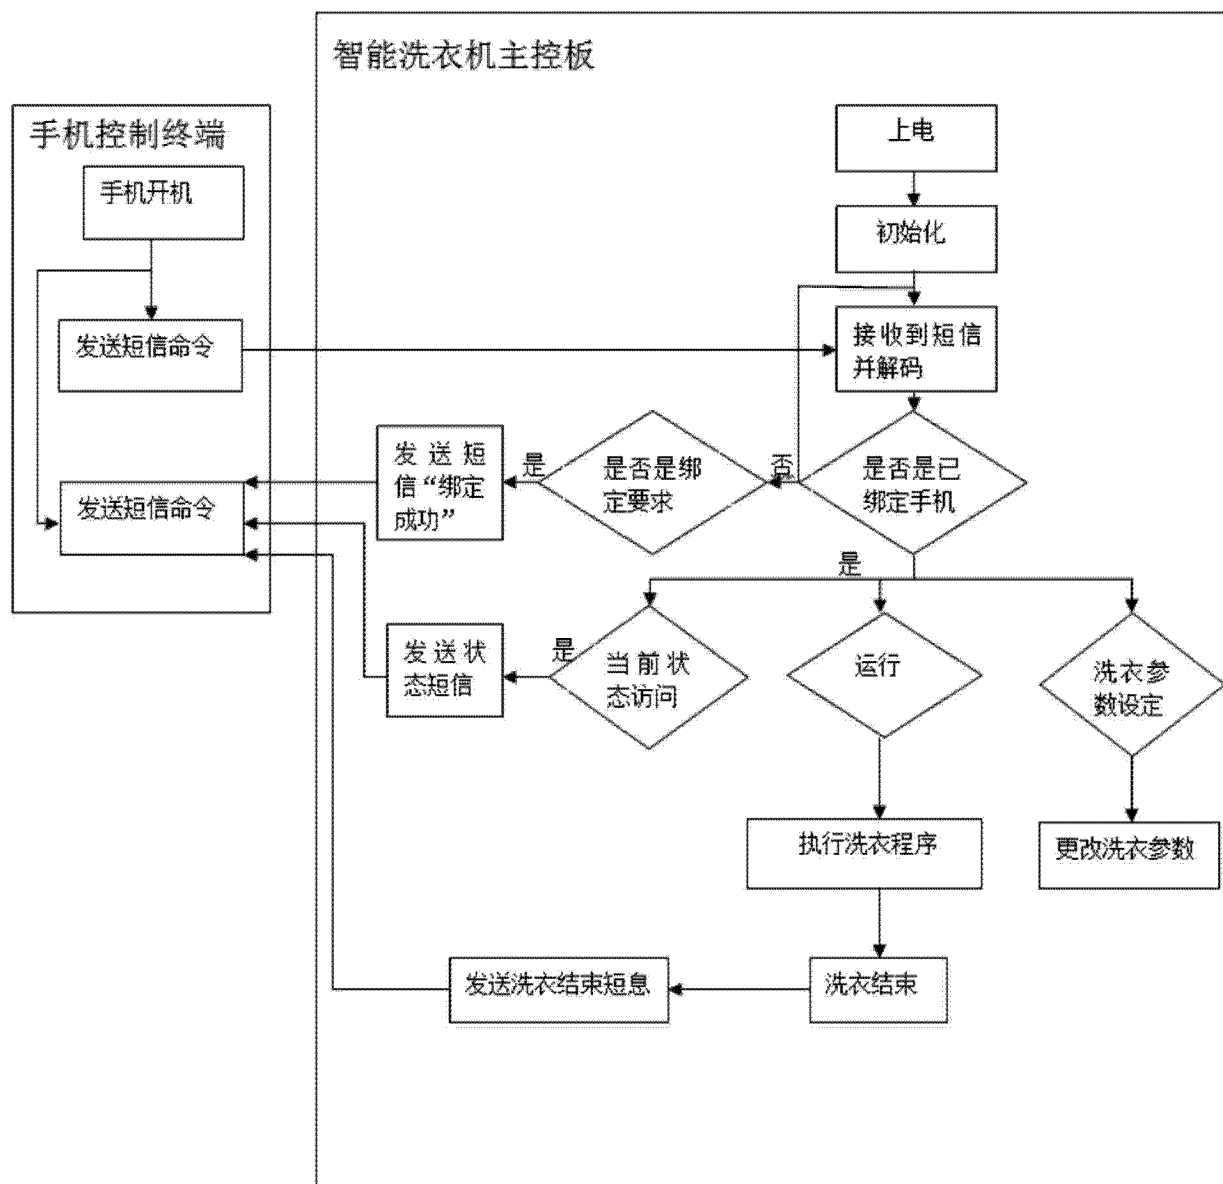 智能洗衣机主控板
手机控制终端
手机开机
发送短信命令
发送短信命令
上电
初始化
接收到短信
并解码
是否是已
绑定手机
否
是否是绑
定要求
是
发送短
信“绑定
成功”
是
当前状
态访问
是
发送状
态短信
运行
洗衣参
数设定
执行洗衣程序
更改洗衣参数
洗衣结束
发送洗衣结束短息